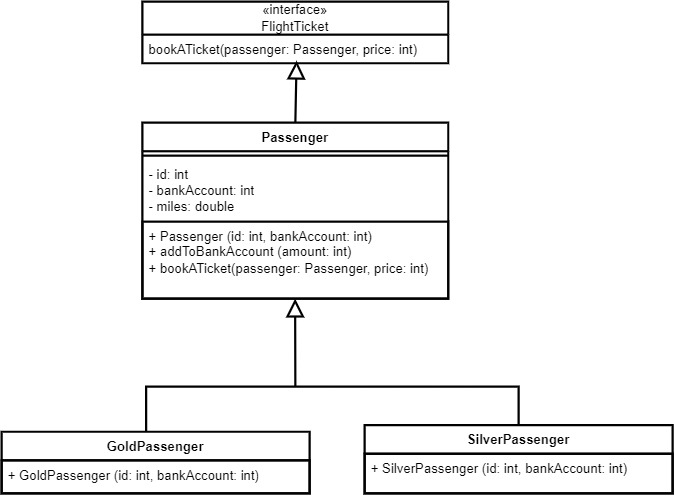 «interface»
FlightTicket
bookATicket(passenger: Passenger, price: int)
Passenger
- id: int
- bankAccount: int
- miles: double
+ Passenger (id: int, bankAccount: int)
+ addToBankAccount (amount: int)
+ bookATicket(passenger: Passenger, price: int)
GoldPassenger
+ GoldPassenger (id: int, bankAccount: int)
SilverPassenger
+ SilverPassenger (id: int, bankAccount: int)